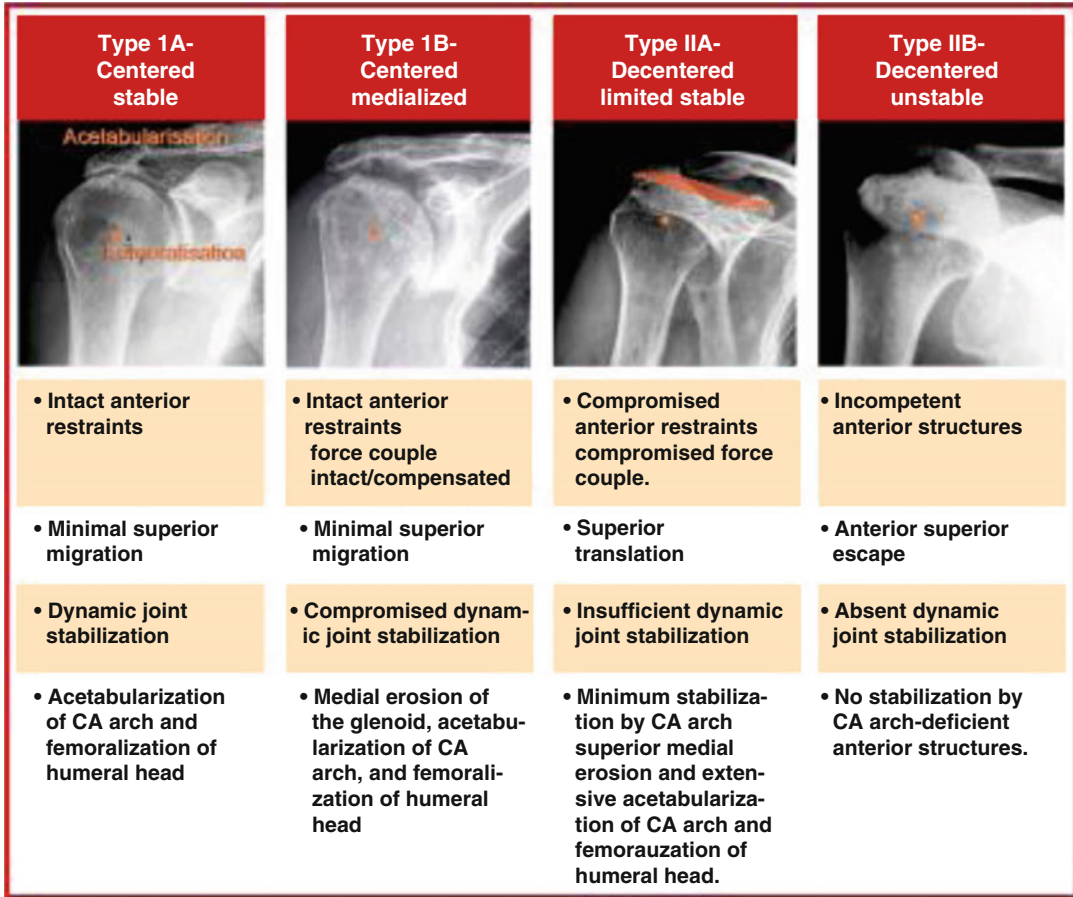 Type 1A-
Centered
stable
Type 1B-
Centered
medialized
Type IIA-
Decentered
limited stable
Type IIB-
Decentered
unstable
Acetabularisation
• Intact anterior
restraints
• Intact anterior
restraints
force couple
intact/compensated
• Compromised
anterior restraints
compromised force
couple.
• Incompetent
anterior structures
• Minimal superior
migration
• Minimal superior
migration
• Superior
translation
• Anterior superior
escape
• Dynamic joint
stabilization
• Compromised dynam-
ic joint stabilization
• Insufficient dynamic
joint stabilization
• Absent dynamic
joint stabilization
• Acetabularization
of CA arch and
femoralization of
humeral head
• Medial erosion of
the glenoid, acetabu-
larization of CA
arch, and femorali-
zation of humeral
head
• Minimum stabiliza-
tion by CA arch
superior medial
erosion and exten-
sive acetabulariza-
tion of CA arch and
femorauzation of
humeral head.
• No stabilization by
CA arch-deficient
anterior structures.